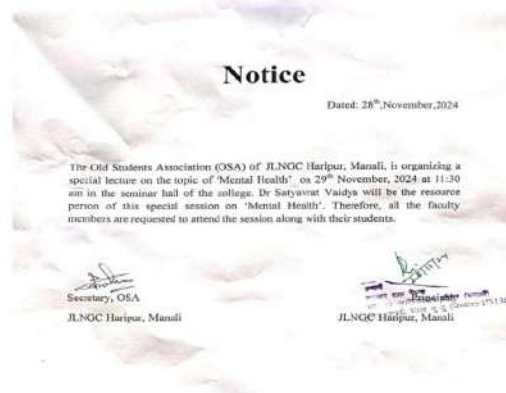 Notice
Dated: 28th,November,2024
The Old Students Association (OSA) of JLNGC Haripur, Manali, is organizing a
special lecture on the topic of 'Mental Health' on 29th November, 2024 at 11:30
am in the seminar hall of the college. Dr Satyavrat Vaidya will be the resource
person of this special session on 'Mental Health'. Therefore, all the faculty
members are requested to attend the session along with their students.
Secretary, OSA
Principal
JLNGC Haripur, Manali
JLNGC Haripur, Manali